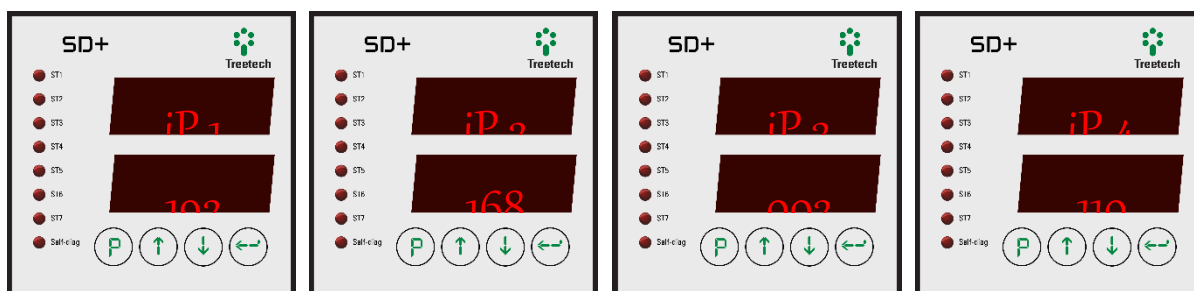 SD+
Treetech
ST1
ST2
ST3
ST4
ST5
ST6
ST7
Self-diag
iP 1
192
P
SD+
Treetech
ST1
ST2
ST3
ST4
ST5
ST6
ST7
Self-diag
iP 2
168
P
SD+
Treetech
ST1
ST2
ST3
ST4
ST5
ST6
ST7
Self-diag
iP 3
P
SD+
Treetech
ST1
ST2
ST3
ST4
ST5
ST6
ST7
Self-diag
iP 4
P